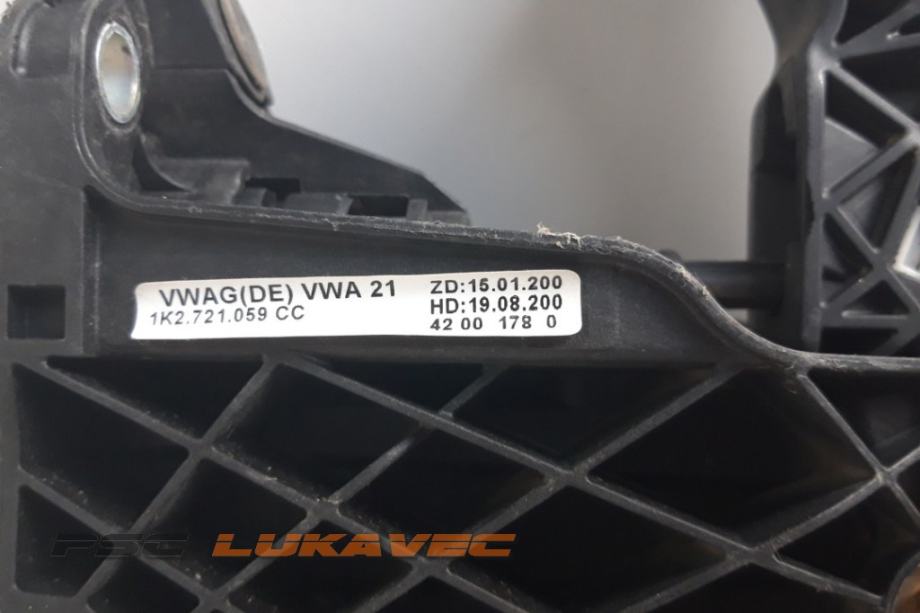 VWAG(DE) VWA 21
1K2.721.059 CC
ZD:15.01.200
HD:19.08.200
42 00 178 0
PSC LUKAVEC